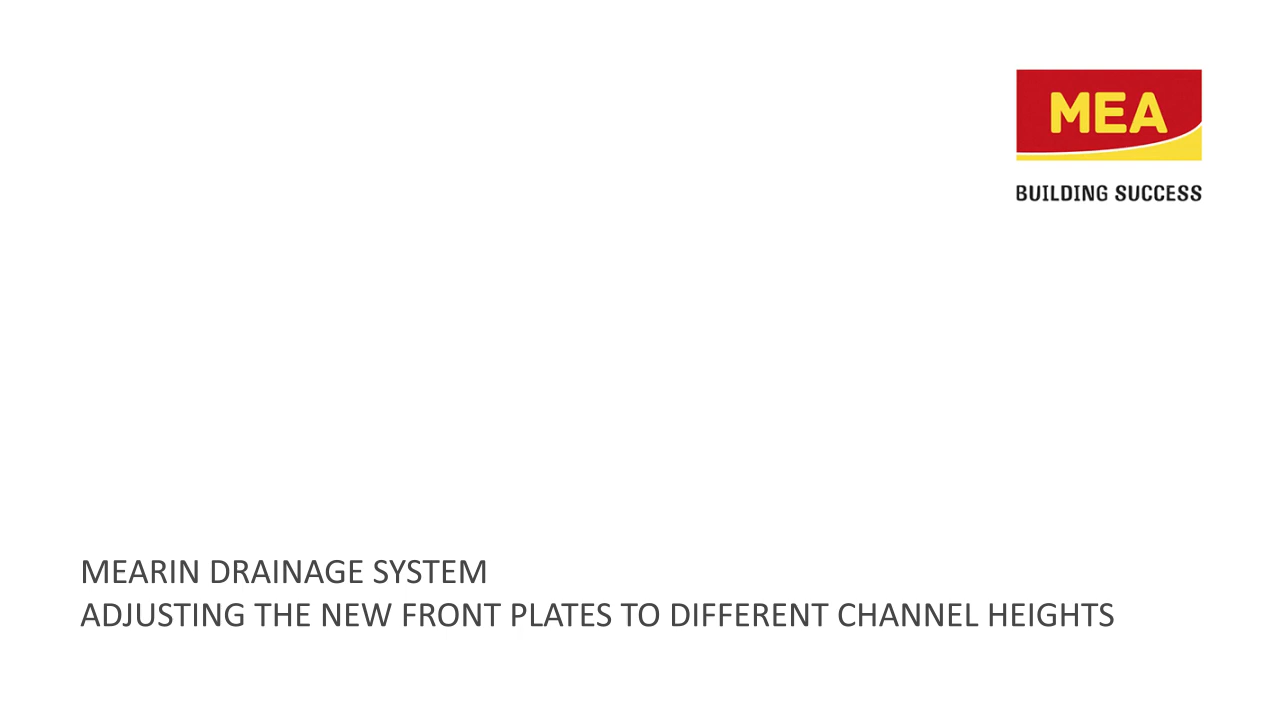 MEA
BUILDING SUCCESS
MEARIN DRAINAGE SYSTEM
ADJUSTING THE NEW FRONT PLATES TO DIFFERENT CHANNEL HEIGHTS